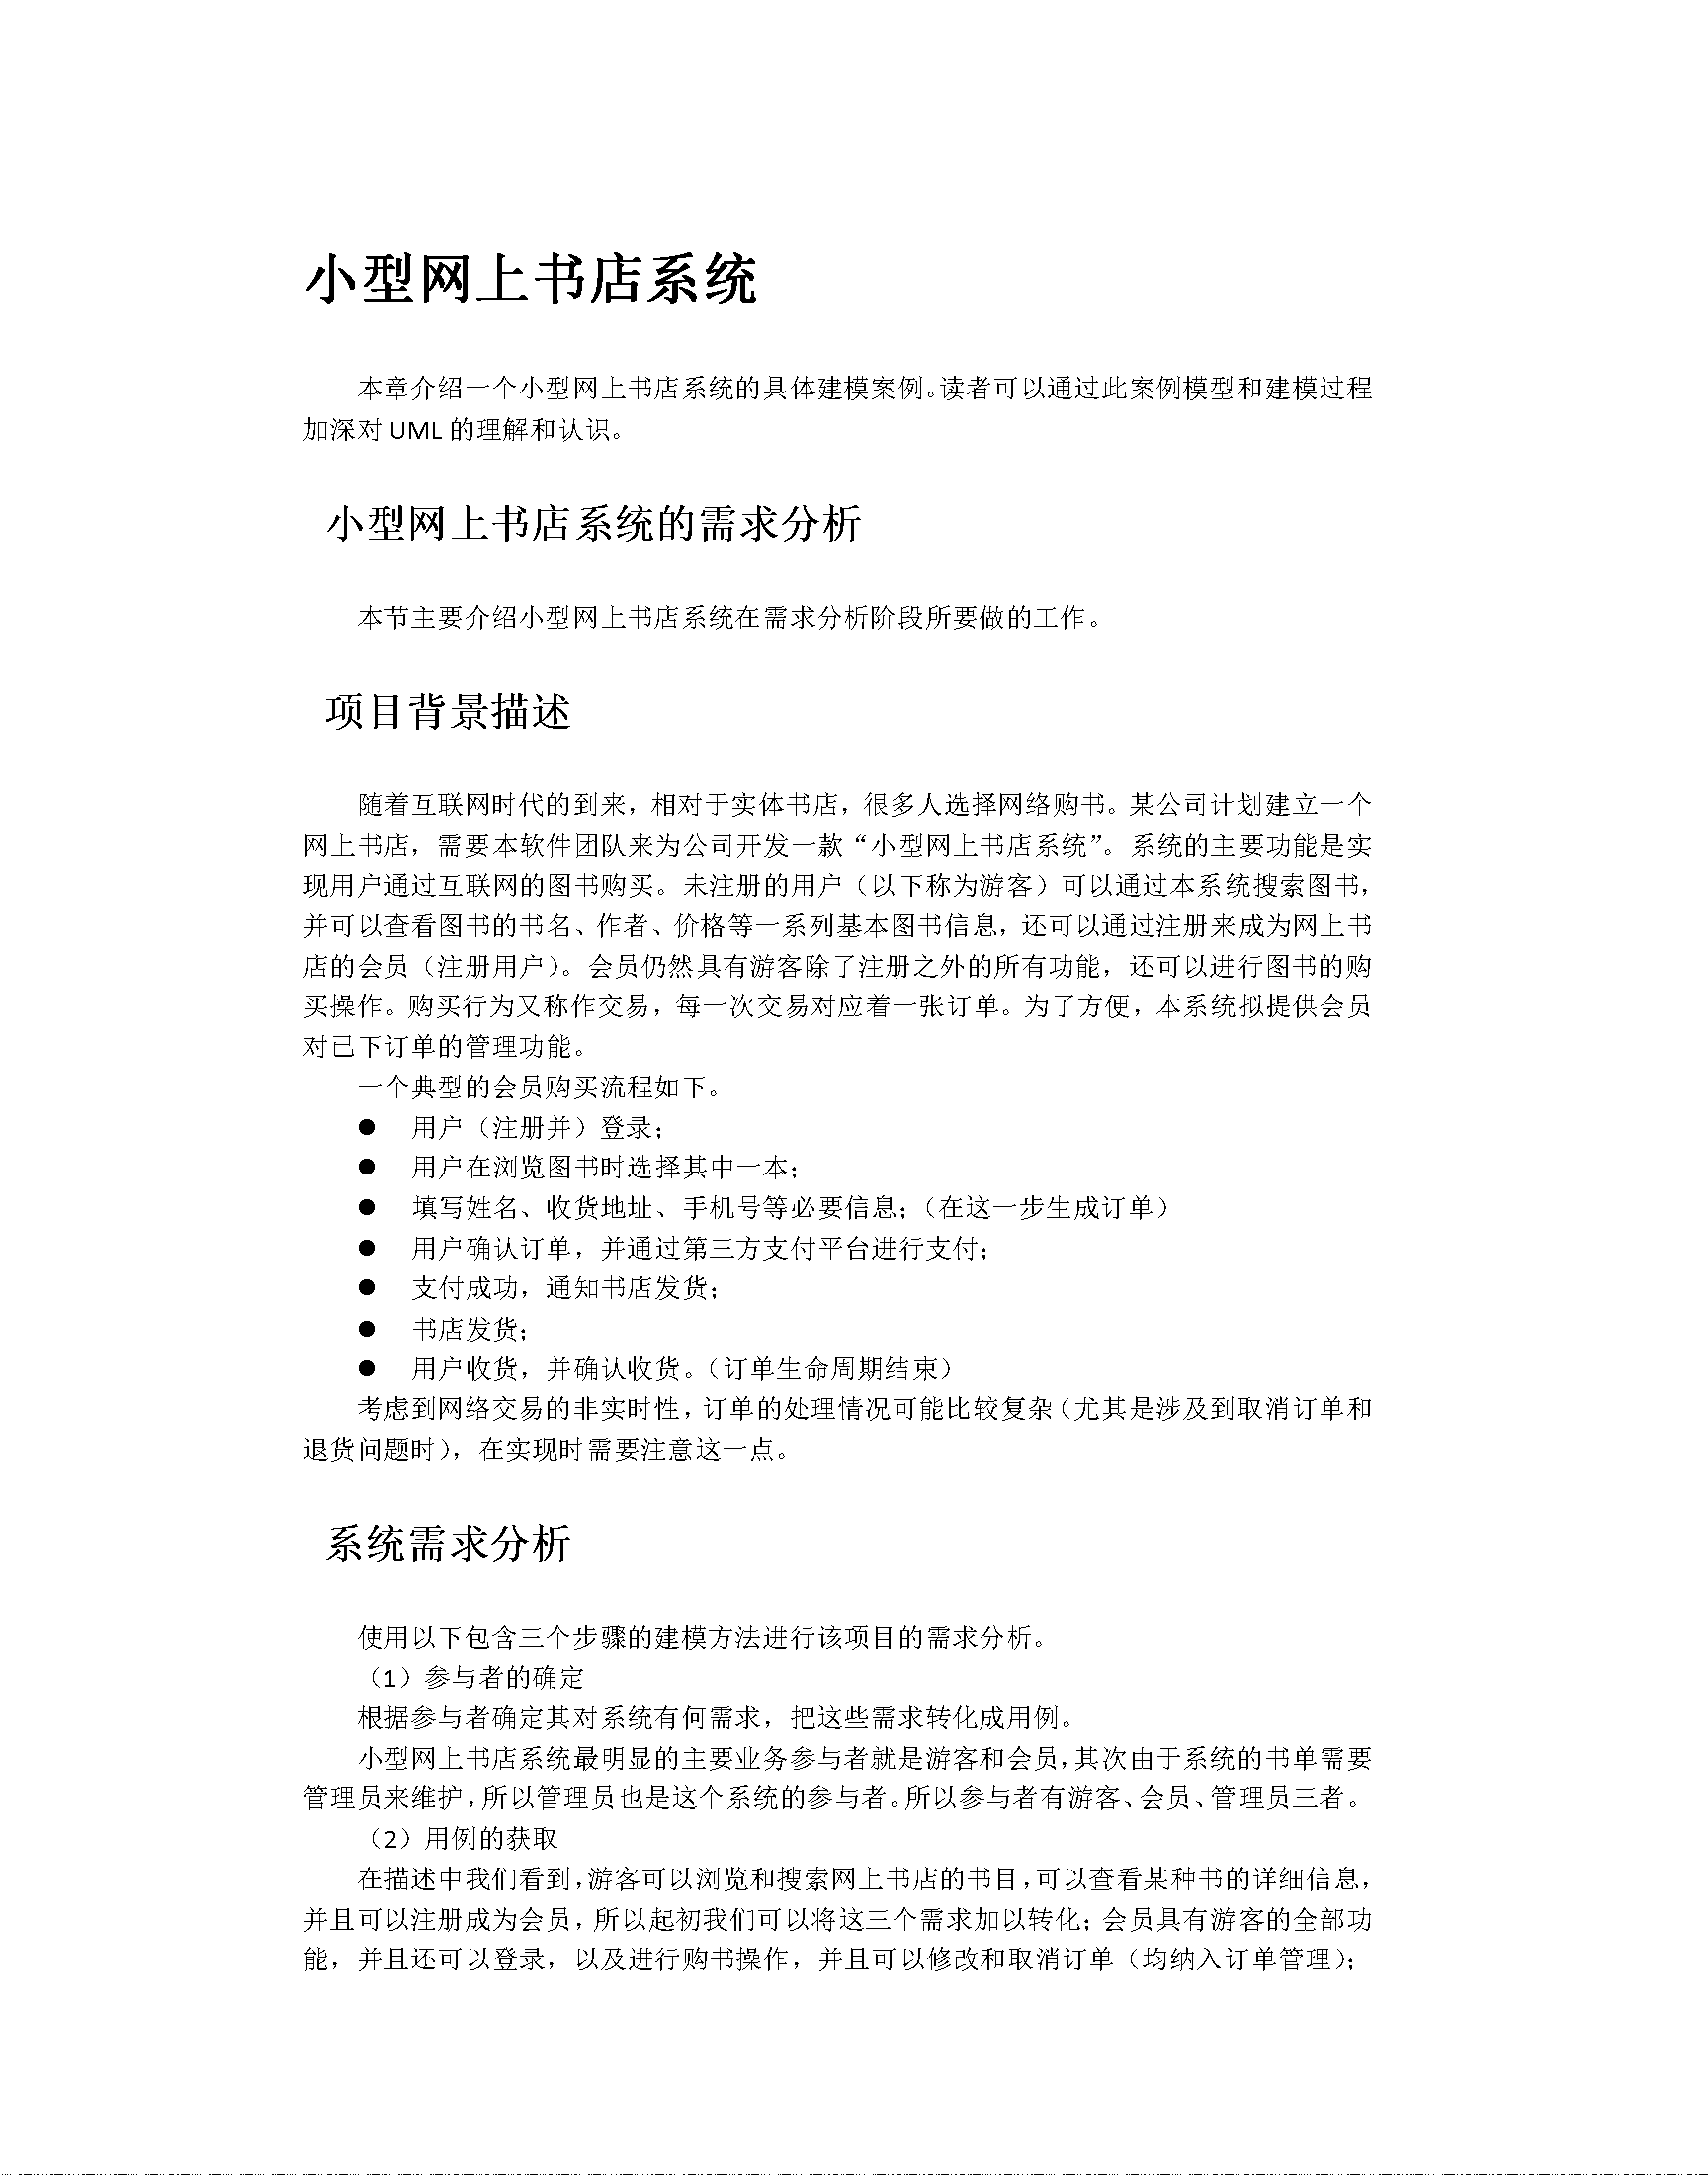 小型网上书店系统
本章介绍一个小型网上书店系统的具体建模案例。读者可以通过此案例模型和建模过程
加深对 UML 的理解和认识。
小型网上书店系统的需求分析
本节主要介绍小型网上书店系统在需求分析阶段所要做的工作。
项目背景描述
随着互联网时代的到来，相对于实体书店，很多人选择网络购书。某公司计划建立一个
网上书店，需要本软件团队来为公司开发一款“小型网上书店系统”。系统的主要功能是实
现用户通过互联网的图书购买。未注册的用户（以下称为游客）可以通过本系统搜索图书，
并可以查看图书的书名、作者、价格等一系列基本图书信息，还可以通过注册来成为网上书
店的会员（注册用户）。会员仍然具有游客除了注册之外的所有功能，还可以进行图书的购
买操作。购买行为又称作交易，每一次交易对应着一张订单。为了方便，本系统拟提供会员
对已下订单的管理功能。
一个典型的会员购买流程如下。
● 用户（注册并）登录；
● 用户在浏览图书时选择其中一本；
● 填写姓名、收货地址、手机号等必要信息；（在这一步生成订单）
● 用户确认订单，并通过第三方支付平台进行支付；
● 支付成功，通知书店发货；
● 书店发货；
● 用户收货，并确认收货。（订单生命周期结束）
考虑到网络交易的非实时性，订单的处理情况可能比较复杂（尤其是涉及到取消订单和
退货问题时），在实现时需要注意这一点。
系统需求分析
使用以下包含三个步骤的建模方法进行该项目的需求分析。
（1）参与者的确定
根据参与者确定其对系统有何需求，把这些需求转化成用例。
小型网上书店系统最明显的主要业务参与者就是游客和会员，其次由于系统的书单需要
管理员来维护，所以管理员也是这个系统的参与者。所以参与者有游客、会员、管理员三者。
（2）用例的获取
在描述中我们看到，游客可以浏览和搜索网上书店的书目，可以查看某种书的详细信息，
并且可以注册成为会员，所以起初我们可以将这三个需求加以转化；会员具有游客的全部功
能，并且还可以登录，以及进行购书操作，并且可以修改和取消订单（均纳入订单管理）；